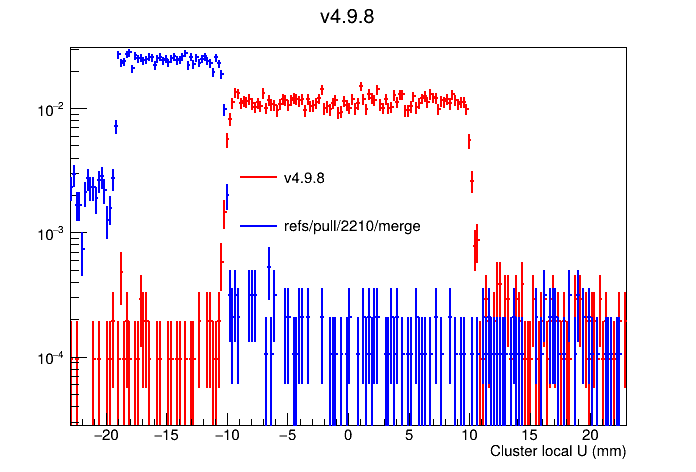 v4.9.8
10⁻²
v4.9.8
refs/pull/2210/merge
10⁻³
10⁻⁴
−20 −15 −10 −5 0 5 10 15 20
Cluster local U (mm)